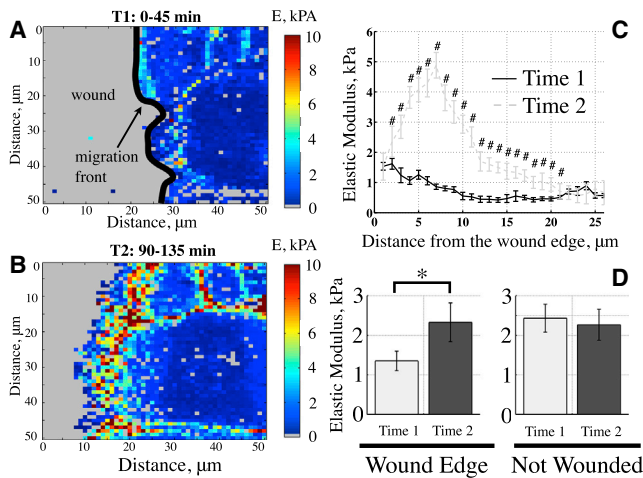 A
T1: 0-45 min
E, kPA
0
10
20
30
40
50
Distance, µm
wound
migration
front
0 10 20 30 40 50
Distance, µm
10
8
6
4
2
0
B
T2: 90-135 min
E, kPA
0
10
20
30
40
50
Distance, µm
0 10 20 30 40 50
Distance, µm
10
8
6
4
2
0
C
Elastic Modulus, kPa
6
5
4
3
2
1
0
# # # # # # # # # # # # # # # # # # # #
Time 1
Time 2
5 10 15 20 25
Distance from the wound edge, µm
D
Elastic Modulus, kPa
3
2
1
0
*
Time 1 Time 2
Wound Edge
3
2
1
0
Time 1 Time 2
Not Wounded